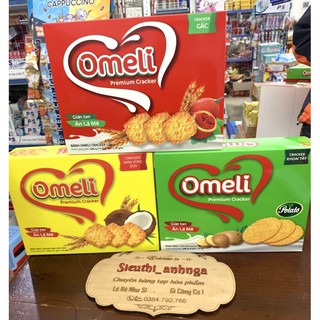 CAPPUCCINO
CRACKER
GẤC
Omeli
Premium Cracker
Giòn tan
Ăn Là Mê
CRACKER
Omeli
Premium Cracker
Giòn tan
Ăn Là Mê
CRACKER
KHOAI TÂY
Omeli
Premium Cracker
Giòn tan
Ăn Là Mê
Potato
Sieuthi_anhnga
Chuyên hàng tạp hóa phẩm
0384.792.766